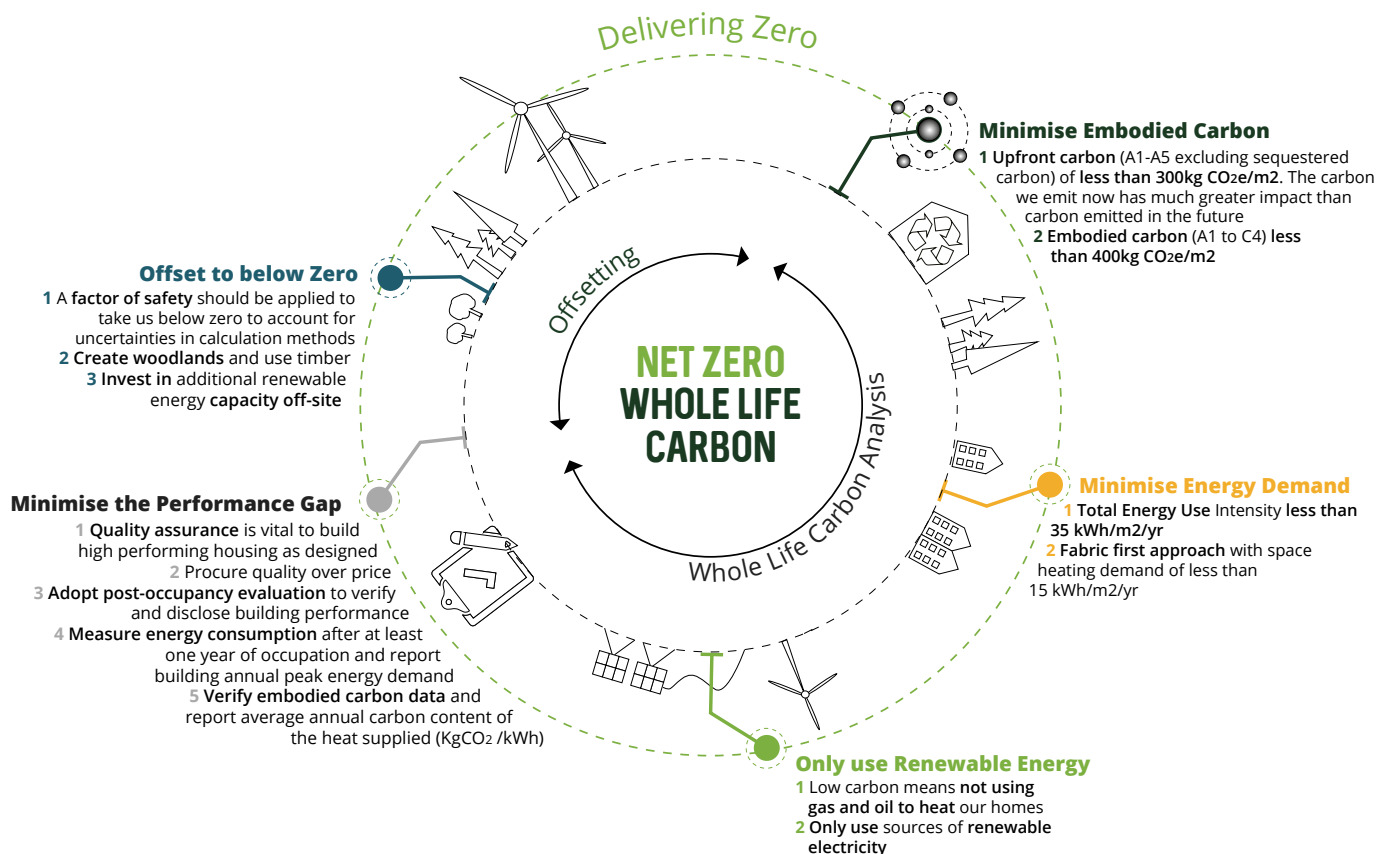 Delivering Zero
Minimise Embodied Carbon
1 Upfront carbon (A1-A5 excluding sequestered
carbon) of less than 300kg CO2e/m2. The carbon
we emit now has much greater impact than
carbon emitted in the future
2 Embodied carbon (A1 to C4) less
than 400kg CO2e/m2
Offsetting
Offset to below Zero
1 A factor of safety should be applied to
take us below zero to account for
uncertainties in calculation methods
2 Create woodlands and use timber
3 Invest in additional renewable
energy capacity off-site
NET ZERO
WHOLE LIFE
CARBON
Whole Life Carbon Analysis
Minimise Energy Demand
1 Total Energy Use Intensity less than
35 kWh/m2/yr
2 Fabric first approach with space
heating demand of less than
15 kWh/m2/yr
Minimise the Performance Gap
1 Quality assurance is vital to build
high performing housing as designed
2 Procure quality over price
3 Adopt post-occupancy evaluation to verify
and disclose building performance
4 Measure energy consumption after at least
one year of occupation and report
building annual peak energy demand
5 Verify embodied carbon data and
report average annual carbon content of
the heat supplied (KgCO2 /kWh)
Only use Renewable Energy
1 Low carbon means not using
gas and oil to heat our homes
2 Only use sources of renewable
electricity